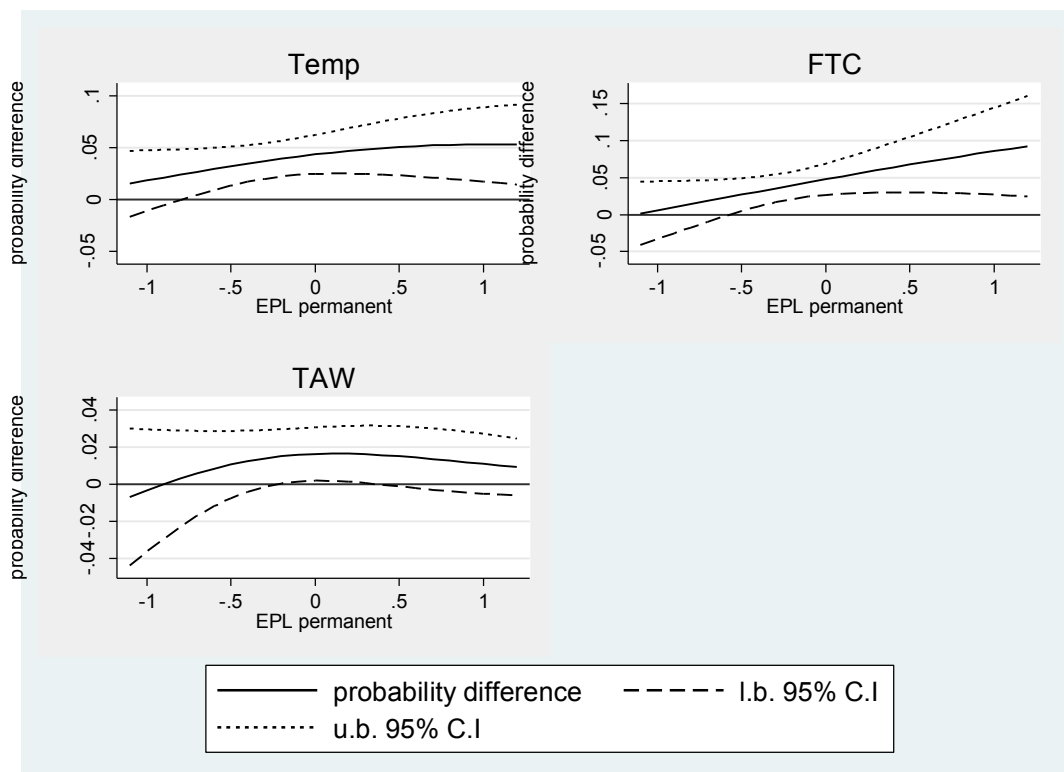 Temp
probability difference
.1
.05
0
-.05
-1 -.5 0 .5 1
EPL permanent
FTC
probability difference
.15
.1
.05
0
-.05
-1 -.5 0 .5 1
EPL permanent
TAW
probability difference
.04
.02
0
-.02
-.04
-1 -.5 0 .5 1
EPL permanent
probability difference l.b. 95% C.I
u.b. 95% C.I